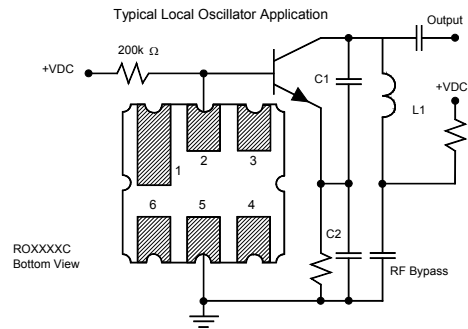 Typical Local Oscillator Application
Output
200k Ω
+VDC
C1
+VDC
L1
1
2
3
6
5
4
C2
ROXXXXC
Bottom View
RF Bypass